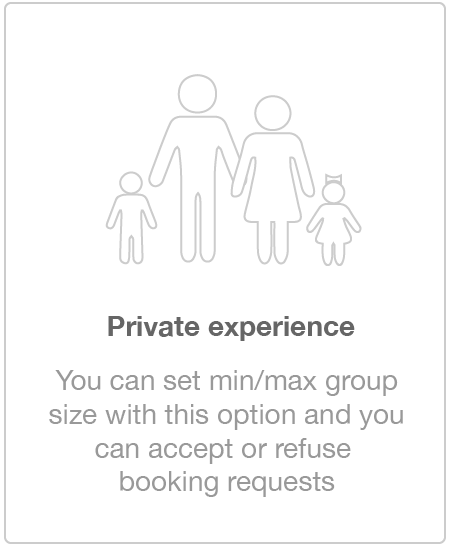 Private experience
You can set min/max group
size with this option and you
can accept or refuse
booking requests